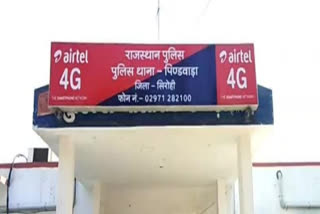 airtel
4G
राजस्थान पुलिस
पुलिस थाना - पिण्डवाड़ा
जिला - सिरोही
फोन नं.- 02971 282100
airtel
4G